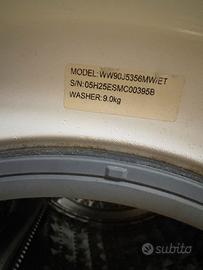 MODEL: WW90J5356MW/ET
S/N:05H25ESMC00395B
WASHER: 9.0kg
subito